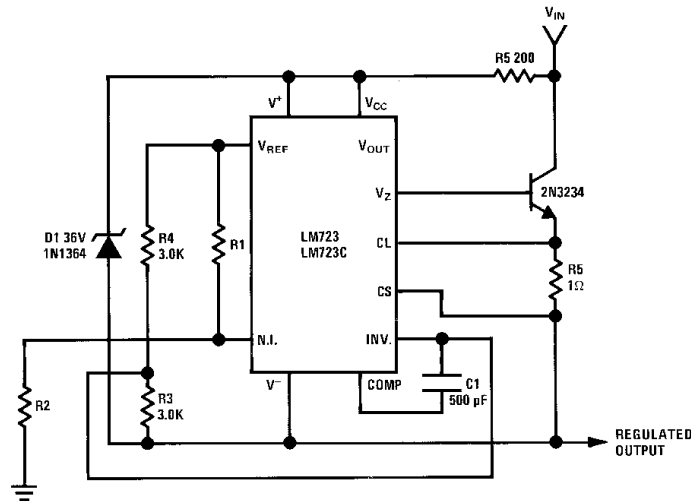 VIN
R5 200
V+
VCC
VREF
VOUT
VZ
2N3234
D1 36V
1N1364
R4
3.0K
R1
LM723
LM723C
CL
CS
R5
1Ω
N.I.
INV.
V−
COMP
C1
500 pF
R2
R3
3.0K
REGULATED
OUTPUT